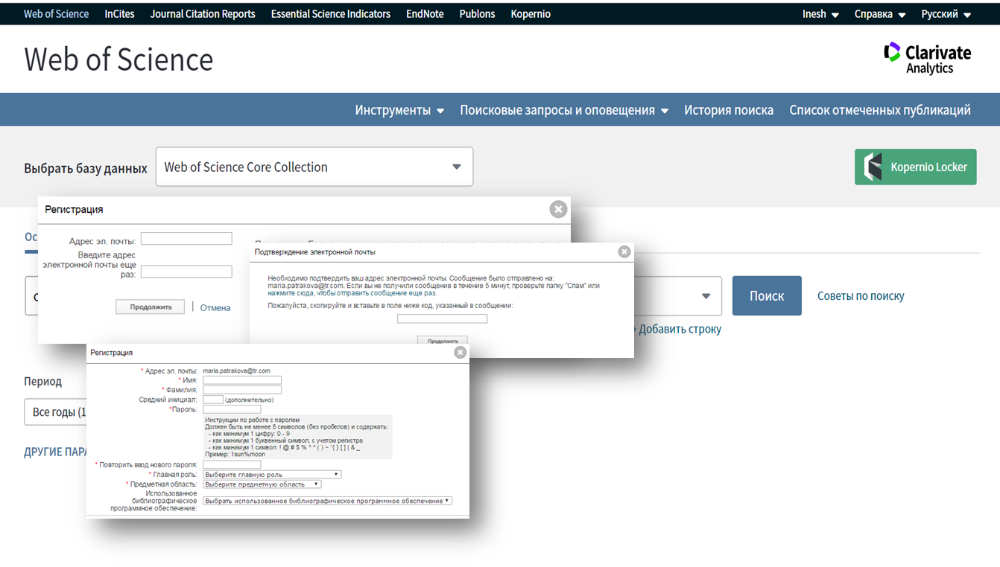 Web of Science InCites Journal Citation Reports Essential Science Indicators EndNote Publons Kopernio Inesh Справка Русский
Web of Science
Clarivate
Analytics
Инструменты Поисковые запросы и оповещения История поиска Список отмеченных публикаций
Выбрать базу данных Web of Science Core Collection Kopernio Locker
Регистрация
Ос
Адрес эл. почты:
Введите адрес
электронной почты еще
раз:
Продолжить | Отмена
Подтверждение электронной почты
Необходимо подтвердить ваш адрес электронной почты. Сообщение было отправлено на:
maria.patrakova@tr.com. Если вы не получили сообщение в течение 5 минут, проверьте папку "Спам" или
нажмите сюда, чтобы отправить сообщение еще раз.
Пожалуйста, скопируйте и вставьте в поле ниже код, указанный в сообщении:
Продолжить
Поиск Советы по поиску
+ Добавить строку
Регистрация
* Адрес эл. почты: maria.patrakova@tr.com
* Имя:
* Фамилия:
Средний инициал: (дополнительно)
*Пароль:
Инструкции по работе с паролем
Должен быть не менее 8 символов (без пробелов) и содержать:
- как минимум 1 цифру: 0 - 9
- как минимум 1 буквенный символ, с учетом регистра
- как минимум 1 символ: ! @ # $ % ^ * ( ) ~ ` { } [ ] | & _
Пример: 1sun%moon
* Повторить ввод нового пароля:
* Главная роль: Выберите главную роль
* Предметная область: Выберите предметную область
Использованное
библиографическое
программное обеспечение: Выбрать использованное библиографическое программное обеспечение
Период
Все годы (1
ДРУГИЕ ПАРА